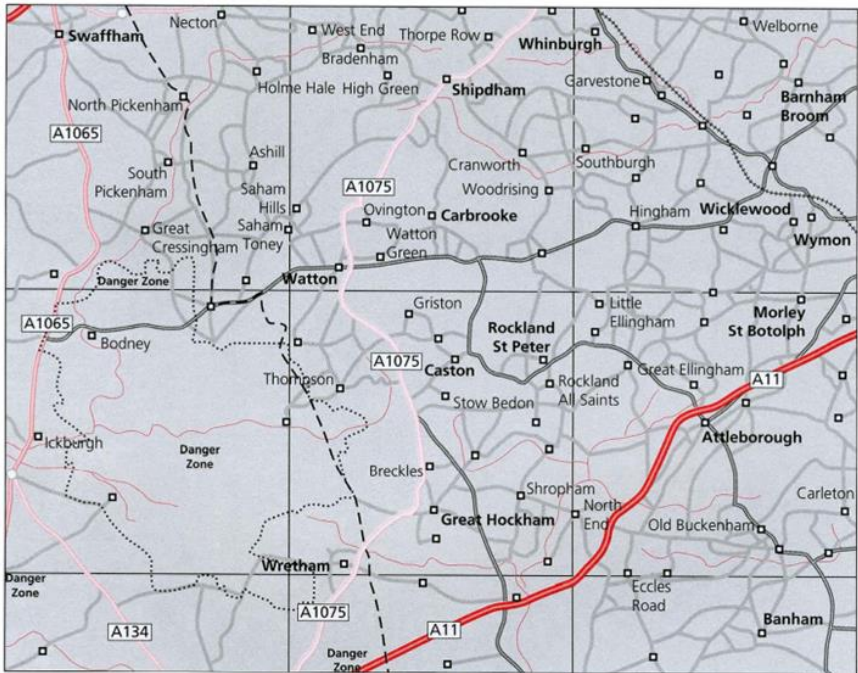 Necton
West End
Bradenham
Thorpe Row
Whinburgh
Welborne
Swaffham
Holme Hale
High Green
Shipdham
Garvestone
Barnham
Broom
North Pickenham
A1065
South
Pickenham
Ashill
Cranworth
Southburgh
Saham
Hills
A1075
Woodrising
Saham
Toney
Ovington
Carbrooke
Hingham
Wicklewood
Great
Cressingham
Watton
Green
Wymon
Danger Zone
Watton
Griston
Little
Ellingham
Morley
St Botolph
A1065
Bodney
Rockland
St Peter
A1075
Caston
Great Ellingham
A11
Thompson
Rockland
All Saints
Stow Bedon
Attleborough
Ickburgh
Danger
Zone
Breckles
Shropham
North
End
Carleton
Great Hockham
Old Buckenham
Wretham
Danger
Zone
Eccles
Road
A1075
Banham
A134
A11
Danger
Zone